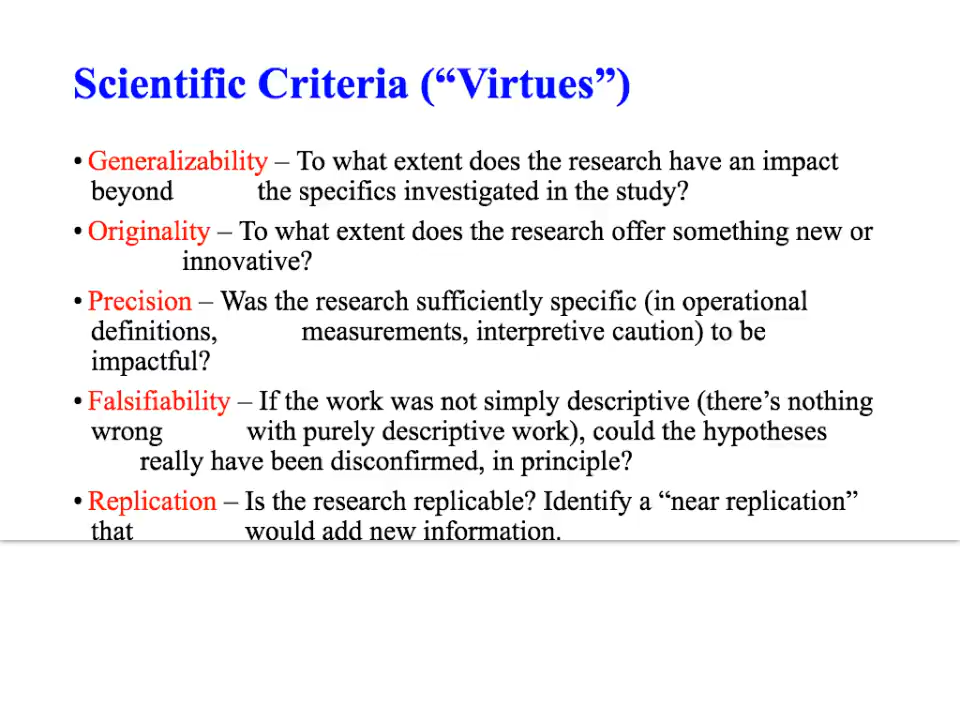 Scientific Criteria (“Virtues”)
• Generalizability – To what extent does the research have an impact
beyond the specifics investigated in the study?
• Originality – To what extent does the research offer something new or
innovative?
• Precision – Was the research sufficiently specific (in operational
definitions, measurements, interpretive caution) to be
impactful?
• Falsifiability – If the work was not simply descriptive (there’s nothing
wrong with purely descriptive work), could the hypotheses
really have been disconfirmed, in principle?
• Replication – Is the research replicable? Identify a “near replication”
that would add new information.